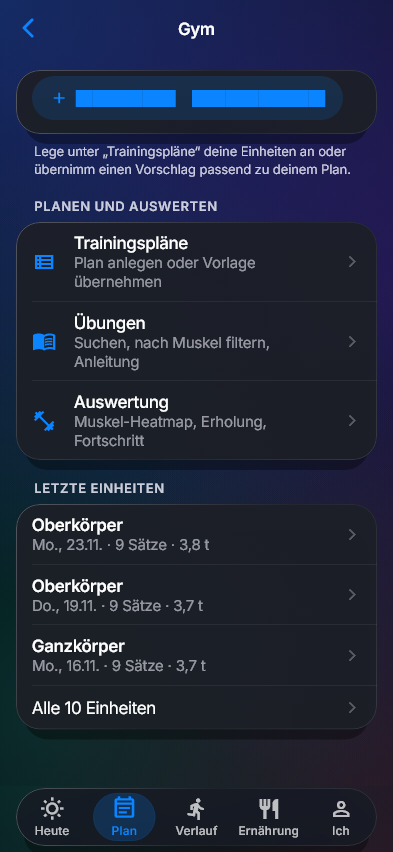 Gym
+
Lege unter „Trainingspläne“ deine Einheiten an oder
übernimm einen Vorschlag passend zu deinem Plan.
PLANEN UND AUSWERTEN
Trainingspläne
Plan anlegen oder Vorlage
übernehmen
Übungen
Suchen, nach Muskel filtern,
Anleitung
Auswertung
Muskel-Heatmap, Erholung,
Fortschritt
LETZTE EINHEITEN
Oberkörper
Mo., 23.11. · 9 Sätze · 3,8 t
Oberkörper
Do., 19.11. · 9 Sätze · 3,7 t
Ganzkörper
Mo., 16.11. · 9 Sätze · 3,7 t
Alle 10 Einheiten
Heute Plan Verlauf Ernährung Ich